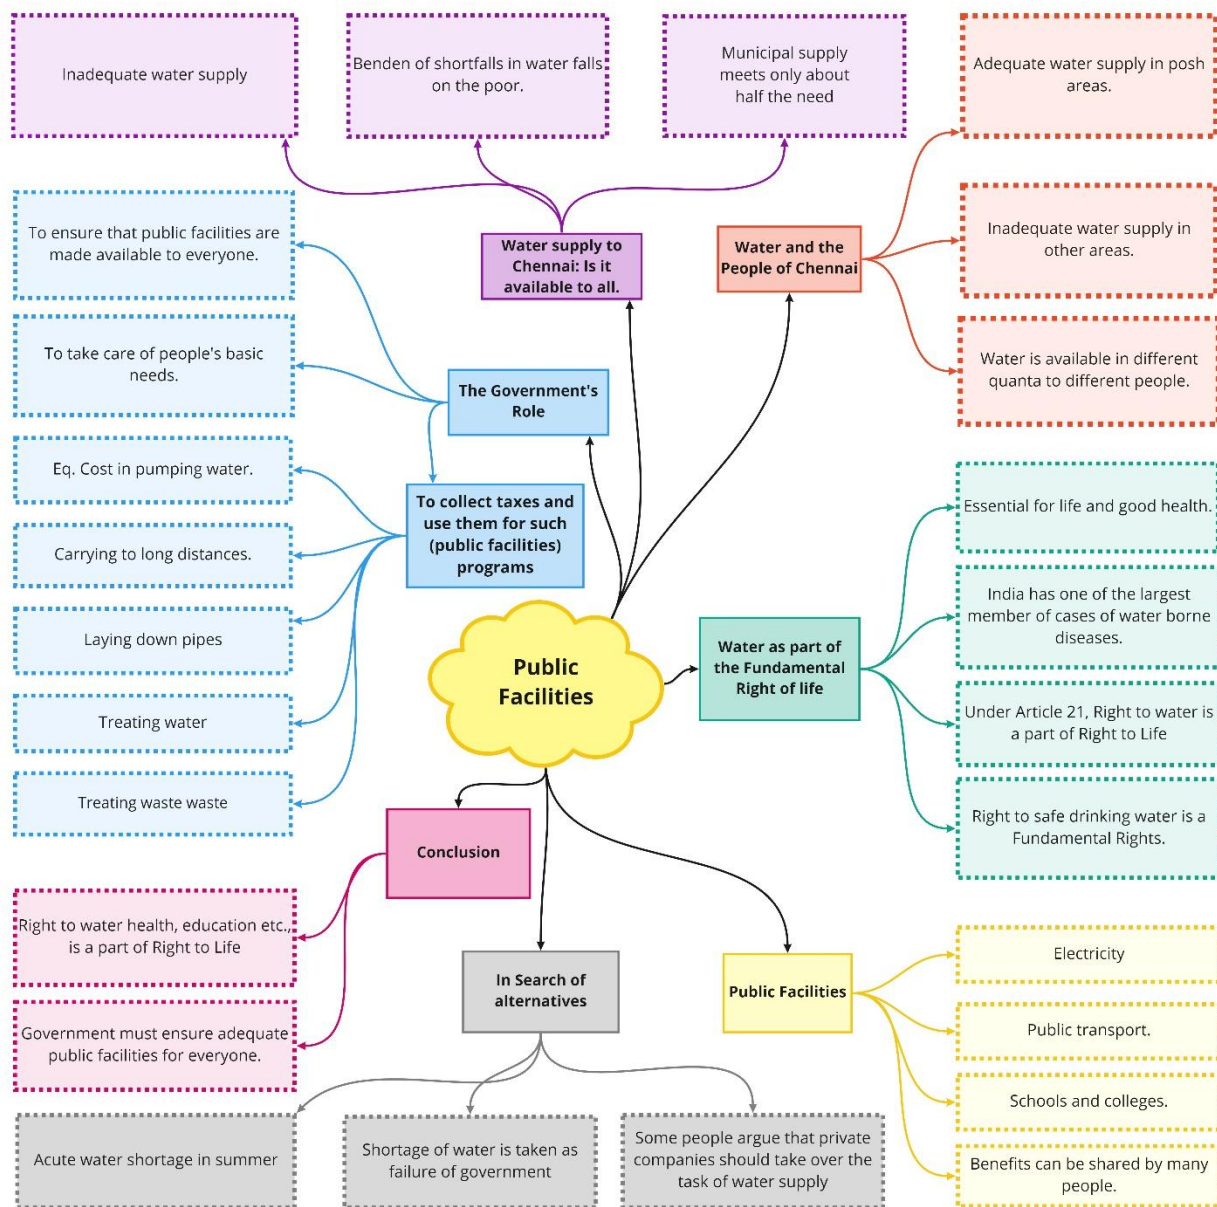 Inadequate water supply
Benden of shortfalls in water falls
on the poor.
Municipal supply
meets only about
half the need
Adequate water supply in posh
areas.
Inadequate water supply in
other areas.
Water is available in different
quanta to different people.
Water supply to
Chennai: Is it
available to all.
Water and the
People of Chennai
To ensure that public facilities are
made available to everyone.
To take care of people's basic
needs.
The Government's
Role
To collect taxes and
use them for such
(public facilities)
programs
Eq. Cost in pumping water.
Carrying to long distances.
Laying down pipes
Treating water
Treating waste waste
Public
Facilities
Water as part of
the Fundamental
Right of life
Essential for life and good health.
India has one of the largest
member of cases of water borne
diseases.
Under Article 21, Right to water is
a part of Right to Life
Right to safe drinking water is a
Fundamental Rights.
Conclusion
Right to water health, education etc.,
is a part of Right to Life
Government must ensure adequate
public facilities for everyone.
In Search of
alternatives
Acute water shortage in summer
Shortage of water is taken as
failure of government
Some people argue that private
companies should take over the
task of water supply
Public Facilities
Electricity
Public transport.
Schools and colleges.
Benefits can be shared by many
people.